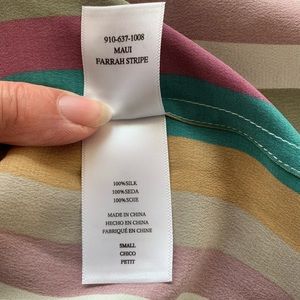 910-637-1008
MAUI
FARRAH STRIPE
100%SILK
100%SEDA
100%SOIE
MADE IN CHINA
HECHO EN CHINA
FABRIQUÉ EN CHINE
SMALL
CHICO
PETIT